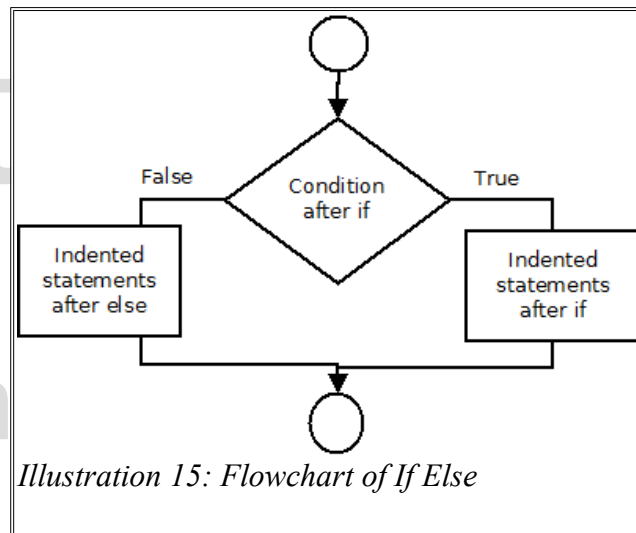 False
Condition
after if
True
Indented
statements
after else
Indented
statements
after if
Illustration 15: Flowchart of If Else